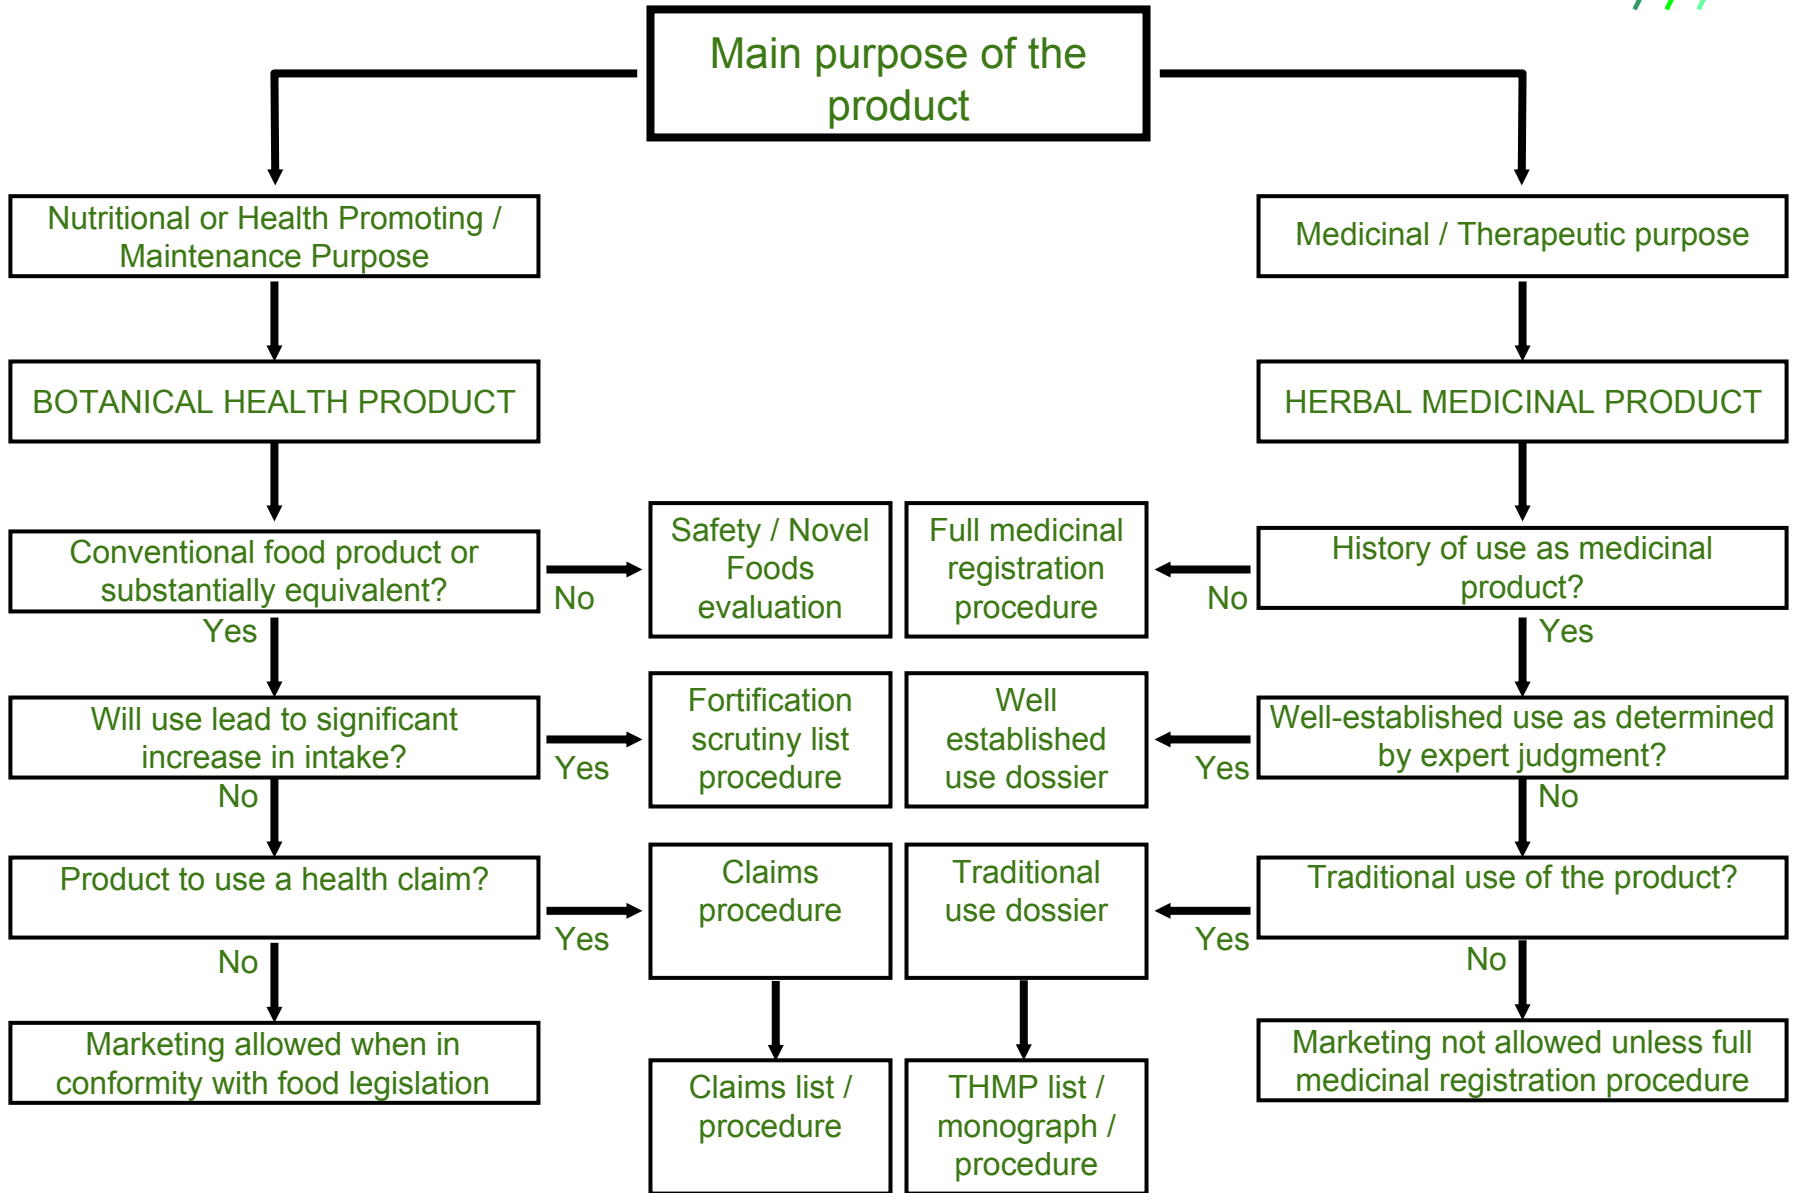 Main purpose of the
product
Nutritional or Health Promoting /
Maintenance Purpose
Medicinal / Therapeutic purpose
BOTANICAL HEALTH PRODUCT
HERBAL MEDICINAL PRODUCT
Conventional food product or
substantially equivalent?
No
Yes
Safety / Novel
Foods
evaluation
Full medicinal
registration
procedure
History of use as medicinal
product?
No
Yes
Will use lead to significant
increase in intake?
Yes
No
Fortification
scrutiny list
procedure
Well
established
use dossier
Well-established use as determined
by expert judgment?
Yes
No
Product to use a health claim?
Yes
No
Claims
procedure
Traditional
use dossier
Traditional use of the product?
Yes
No
Marketing allowed when in
conformity with food legislation
Claims list /
procedure
THMP list /
monograph /
procedure
Marketing not allowed unless full
medicinal registration procedure